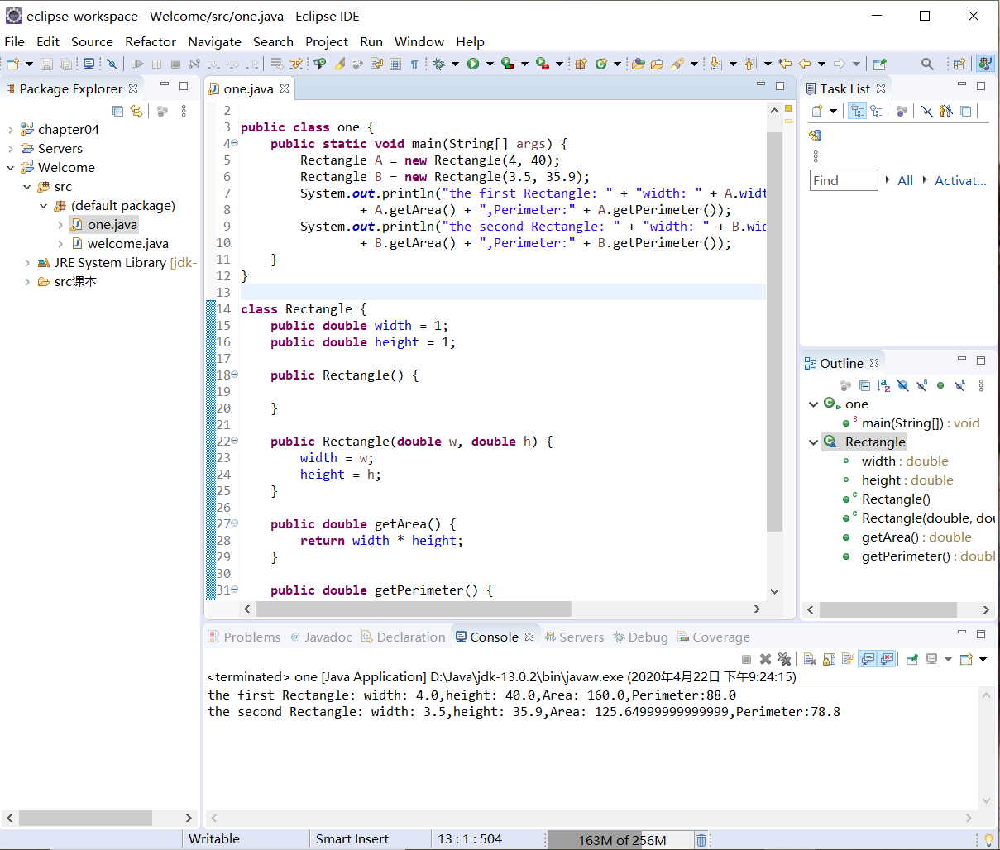 eclipse-workspace - Welcome/src/one.java - Eclipse IDE
File Edit Source Refactor Navigate Search Project Run Window Help
Package Explorer
chapter04
Servers
Welcome
src
(default package)
one.java
welcome.java
JRE System Library [jdk-
src课本
one.java
2
3 public class one {
4 public static void main(String[] args) {
5 Rectangle A = new Rectangle(4, 40);
6 Rectangle B = new Rectangle(3.5, 35.9);
7 System.out.println("the first Rectangle: " + "width: " + A.widt
8 + A.getArea() + ",Perimeter:" + A.getPerimeter());
9 System.out.println("the second Rectangle: " + "width: " + B.wid
10 + B.getArea() + ",Perimeter:" + B.getPerimeter());
11 }
12 }
13
14 class Rectangle {
15 public double width = 1;
16 public double height = 1;
17
18 public Rectangle() {
19
20 }
21
22 public Rectangle(double w, double h) {
23 width = w;
24 height = h;
25 }
26
27 public double getArea() {
28 return width * height;
29 }
30
31 public double getPerimeter() {
Task List
Find All Activat...
Outline
one
main(String[]) : void
Rectangle
width : double
height : double
Rectangle()
Rectangle(double, dou
getArea() : double
getPerimeter() : doubl
Problems @ Javadoc Declaration Console Servers Debug Coverage
<terminated> one [Java Application] D:\Java\jdk-13.0.2\bin\javaw.exe (2020年4月22日 下午9:24:15)
the first Rectangle: width: 4.0,height: 40.0,Area: 160.0,Perimeter:88.0
the second Rectangle: width: 3.5,height: 35.9,Area: 125.64999999999999,Perimeter:78.8
Writable Smart Insert 13 : 1 : 504 163M of 256M